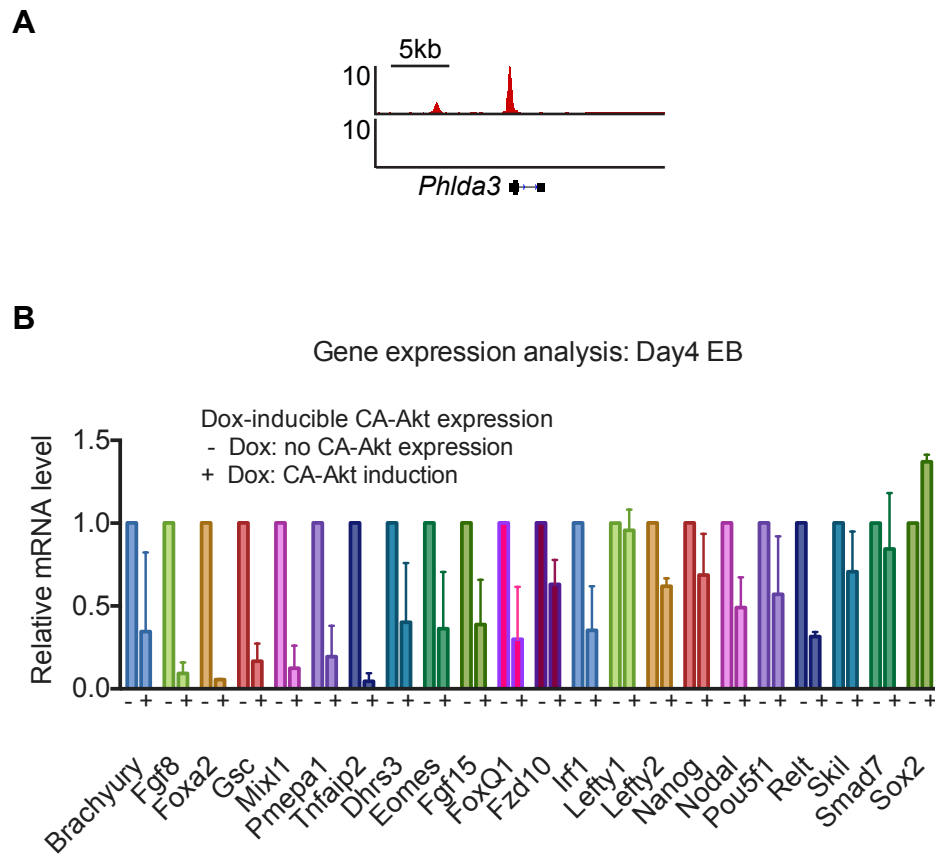 A
5kb
10
10
Phlda3
B
Gene expression analysis: Day4 EB
Dox-inducible CA-Akt expression
- Dox: no CA-Akt expression
+ Dox: CA-Akt induction
Relative mRNA level
1.5
1.0
0.5
0.0
- + - + - + - + - + - + - + - + - + - + - + - + - + - + - + - + - + - + - + - + - + - +
Brachyury
Fgf8
Foxa2
Gsc
Mixl1
Pmepa1
Tnfaip2
Dhrs3
Eomes
Fgf15
FoxQ1
Fzd10
Irf1
Lefty1
Lefty2
Nanog
Nodal
Pou5f1
Relt
Skil
Smad7
Sox2